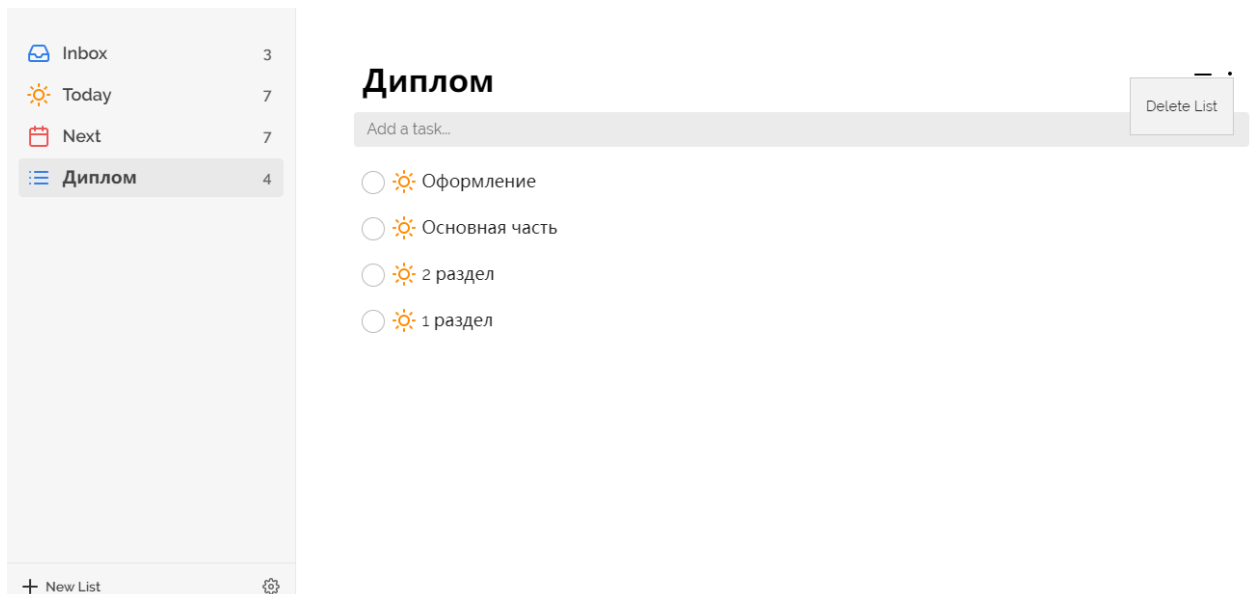 Inbox 3
Today 7
Next 7
Диплом 4
New List
Диплом
Delete List
Add a task...
Оформление
Основная часть
2 раздел
1 раздел